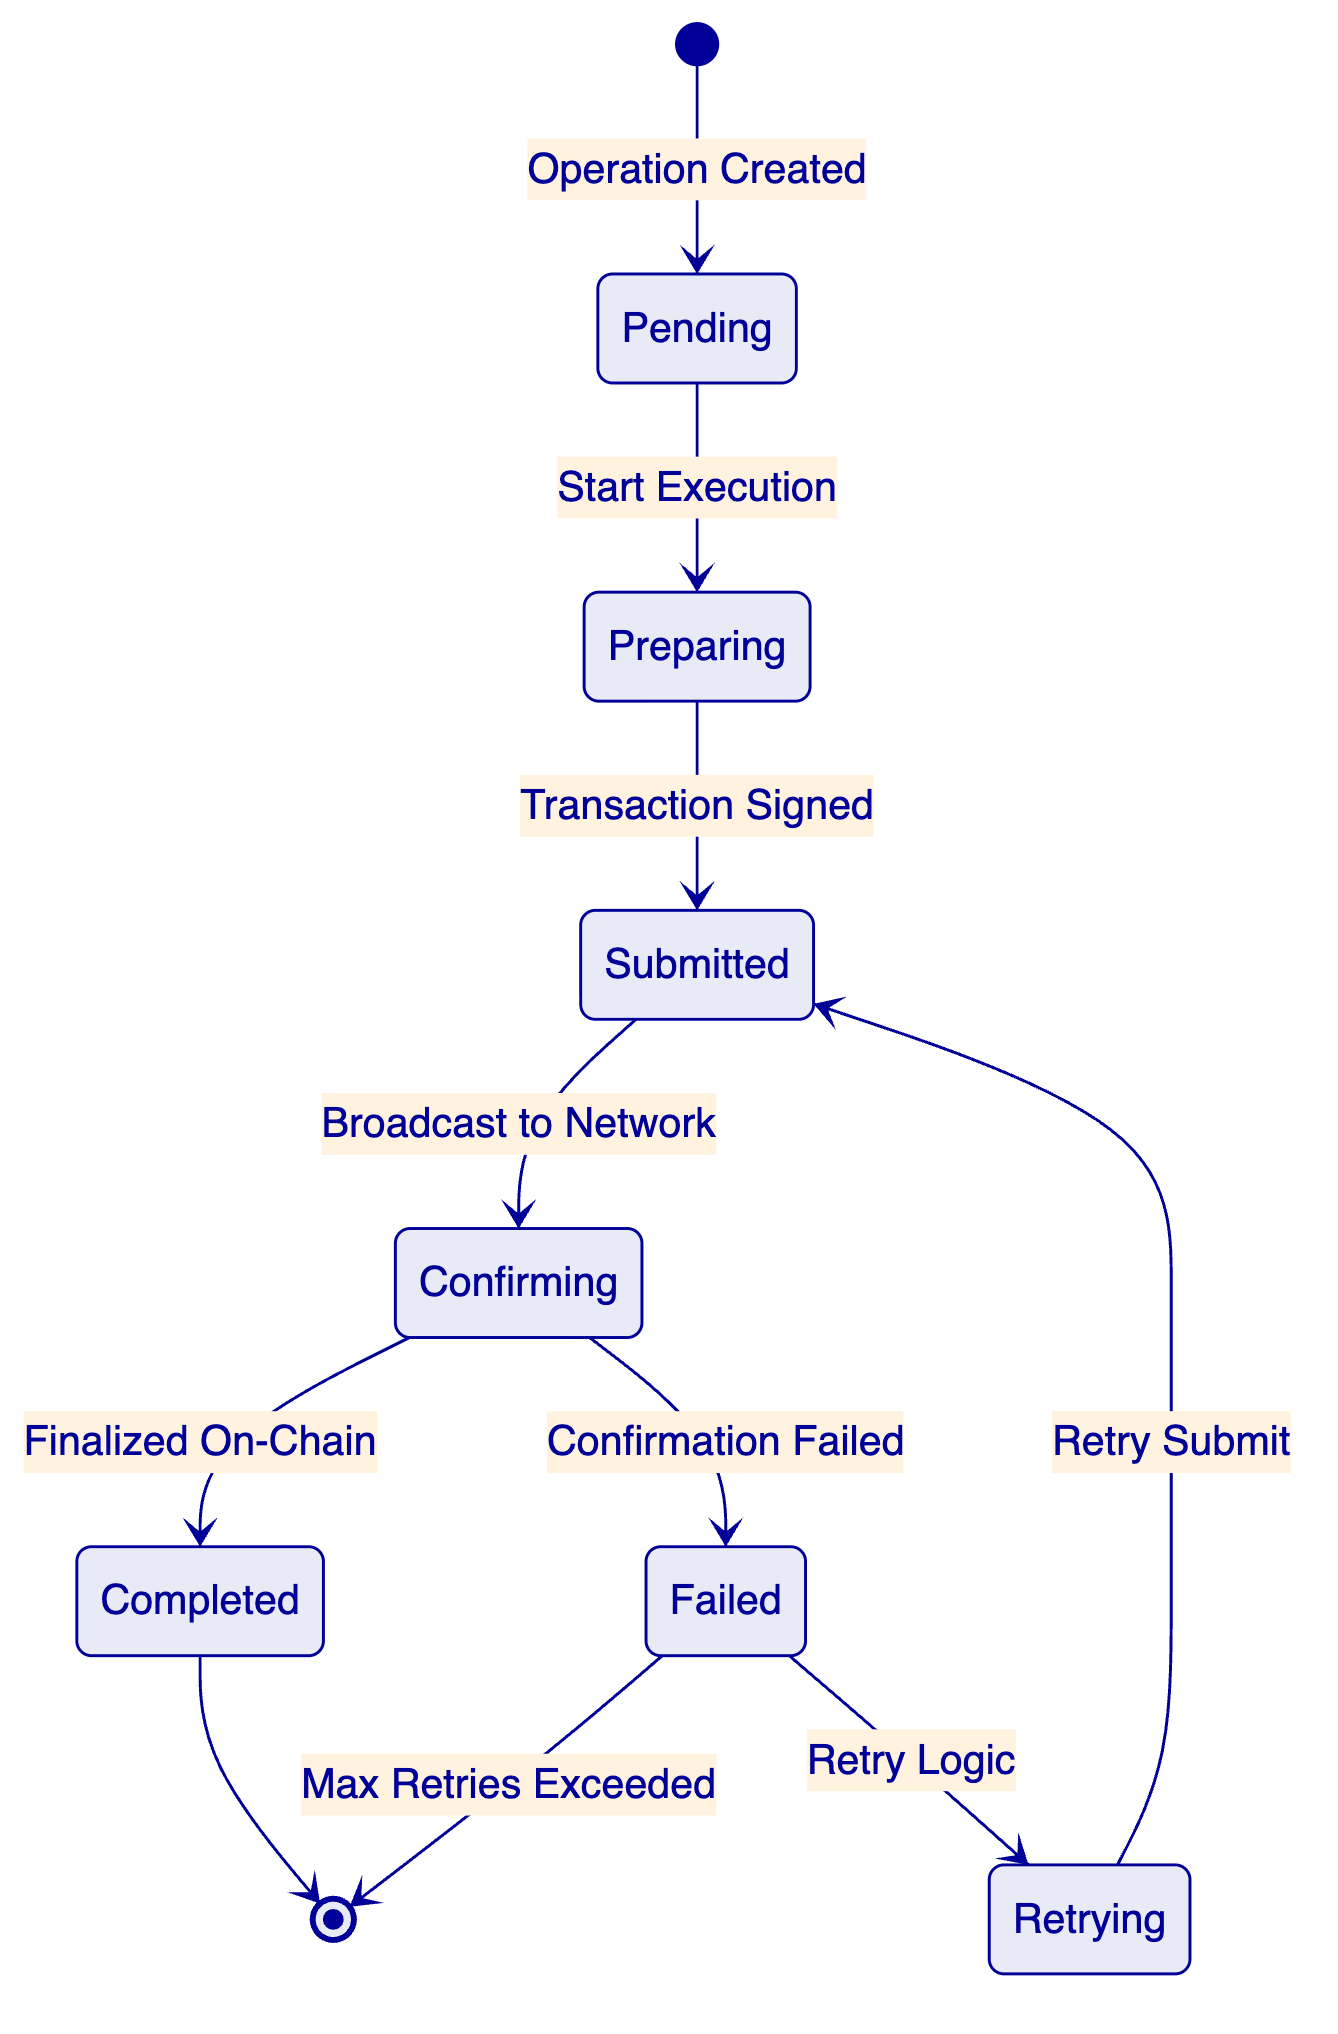 Operation Created
Pending
Start Execution
Preparing
Transaction Signed
Submitted
Broadcast to Network
Confirming
Finalized On-Chain
Confirmation Failed
Retry Submit
Completed
Failed
Max Retries Exceeded
Retry Logic
Retrying